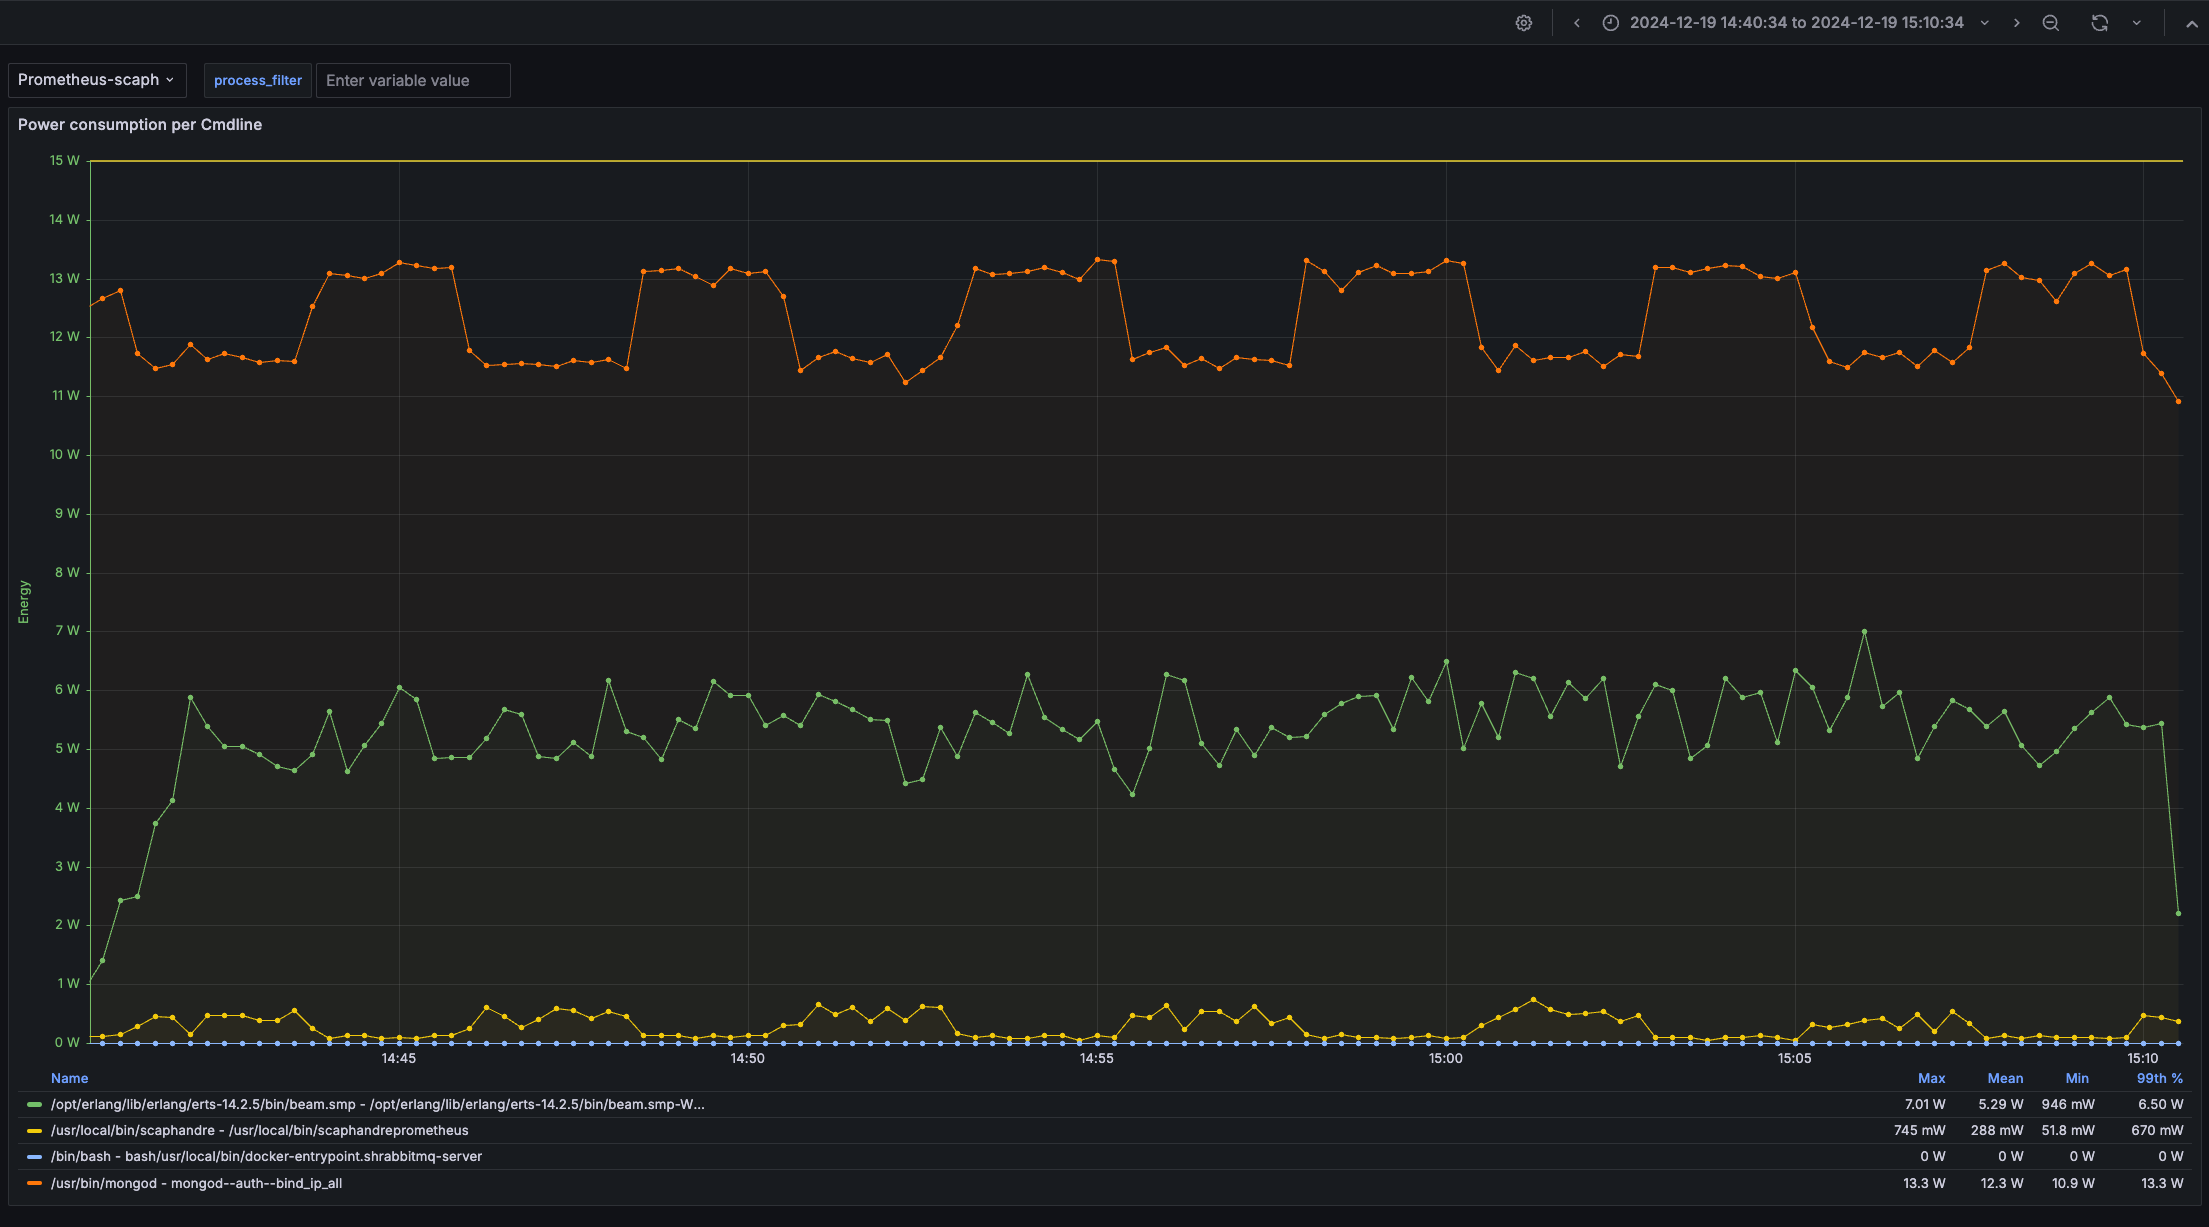 2024-12-19 14:40:34 to 2024-12-19 15:10:34
Prometheus-scaph process_filter Enter variable value
Power consumption per Cmdline
15 W
14 W
13 W
12 W
11 W
10 W
9 W
8 W
7 W
6 W
5 W
4 W
3 W
2 W
1 W
0 W
Energy
14:45 14:50 14:55 15:00 15:05 15:10
Name Max Mean Min 99th %
/opt/erlang/lib/erlang/erts-14.2.5/bin/beam.smp - /opt/erlang/lib/erlang/erts-14.2.5/bin/beam.smp-W... 7.01 W 5.29 W 946 mW 6.50 W
/usr/local/bin/scaphandre - /usr/local/bin/scaphandreprometheus 745 mW 288 mW 51.8 mW 670 mW
/bin/bash - bash/usr/local/bin/docker-entrypoint.shrabbitmq-server 0 W 0 W 0 W 0 W
/usr/bin/mongod - mongod--auth--bind_ip_all 13.3 W 12.3 W 10.9 W 13.3 W